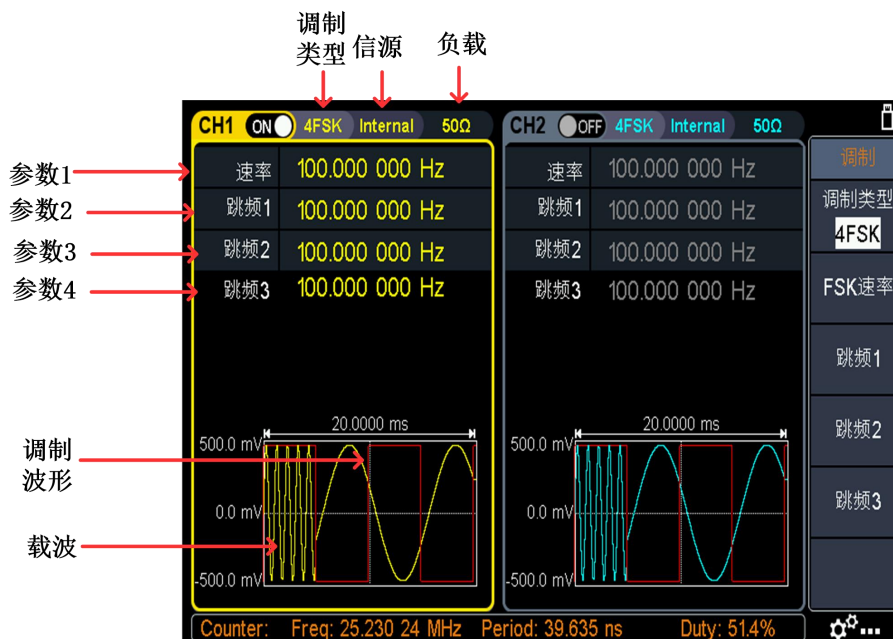 调制
类型
信源
负载
CH1 ON 4FSK Internal 50Ω
CH2 OFF 4FSK Internal 50Ω
参数1
参数2
参数3
参数4
速率 100.000 000 Hz
跳频1 100.000 000 Hz
跳频2 100.000 000 Hz
跳频3 100.000 000 Hz
速率 100.000 000 Hz
跳频1 100.000 000 Hz
跳频2 100.000 000 Hz
跳频3 100.000 000 Hz
调制
调制类型
4FSK
FSK速率
跳频1
跳频2
跳频3
20.0000 ms
500.0 mV
0.0 mV
-500.0 mV
20.0000 ms
500.0 mV
0.0 mV
-500.0 mV
调制
波形
载波
Counter: Freq: 25.230 24 MHz Period: 39.635 ns Duty: 51.4%